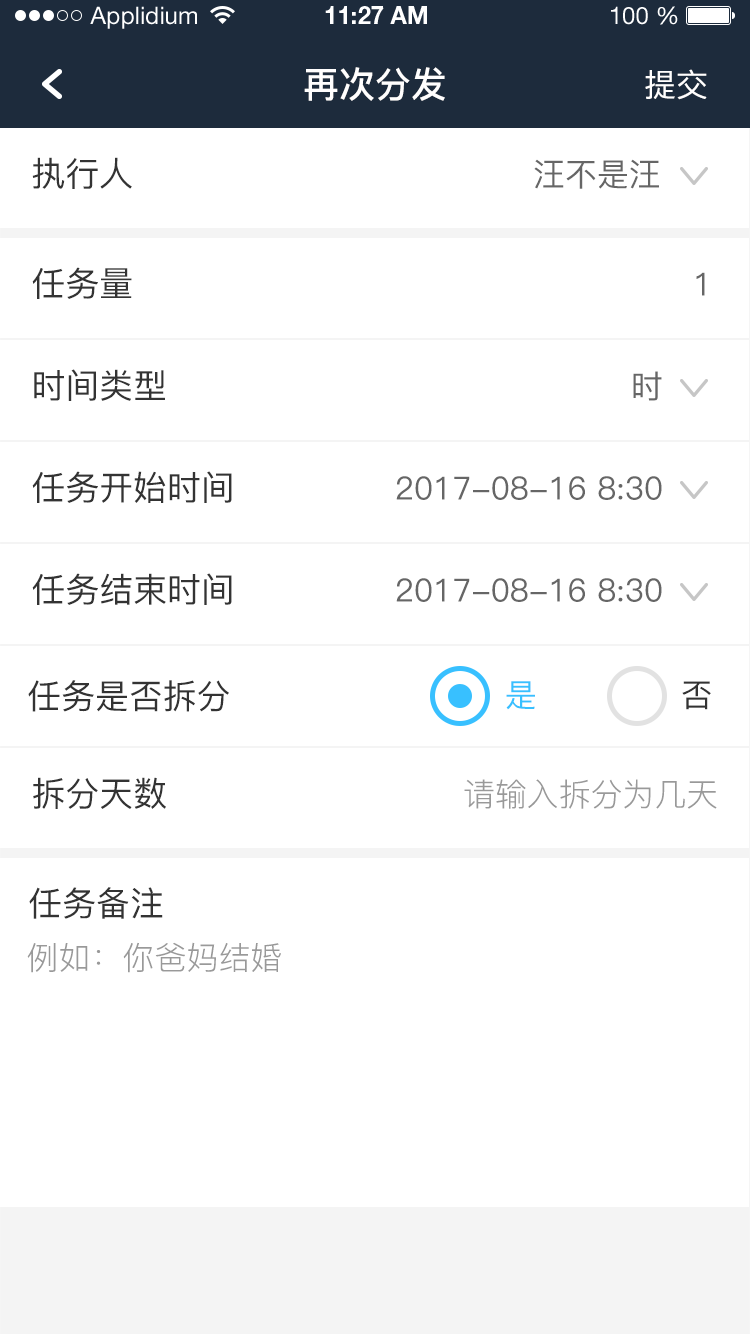 Applidium 11:27 AM 100 %
再次分发 提交
执行人 汪不是汪
任务量 1
时间类型 时
任务开始时间 2017-08-16 8:30
任务结束时间 2017-08-16 8:30
任务是否拆分 是 否
拆分天数 请输入拆分为几天
任务备注
例如：你爸妈结婚